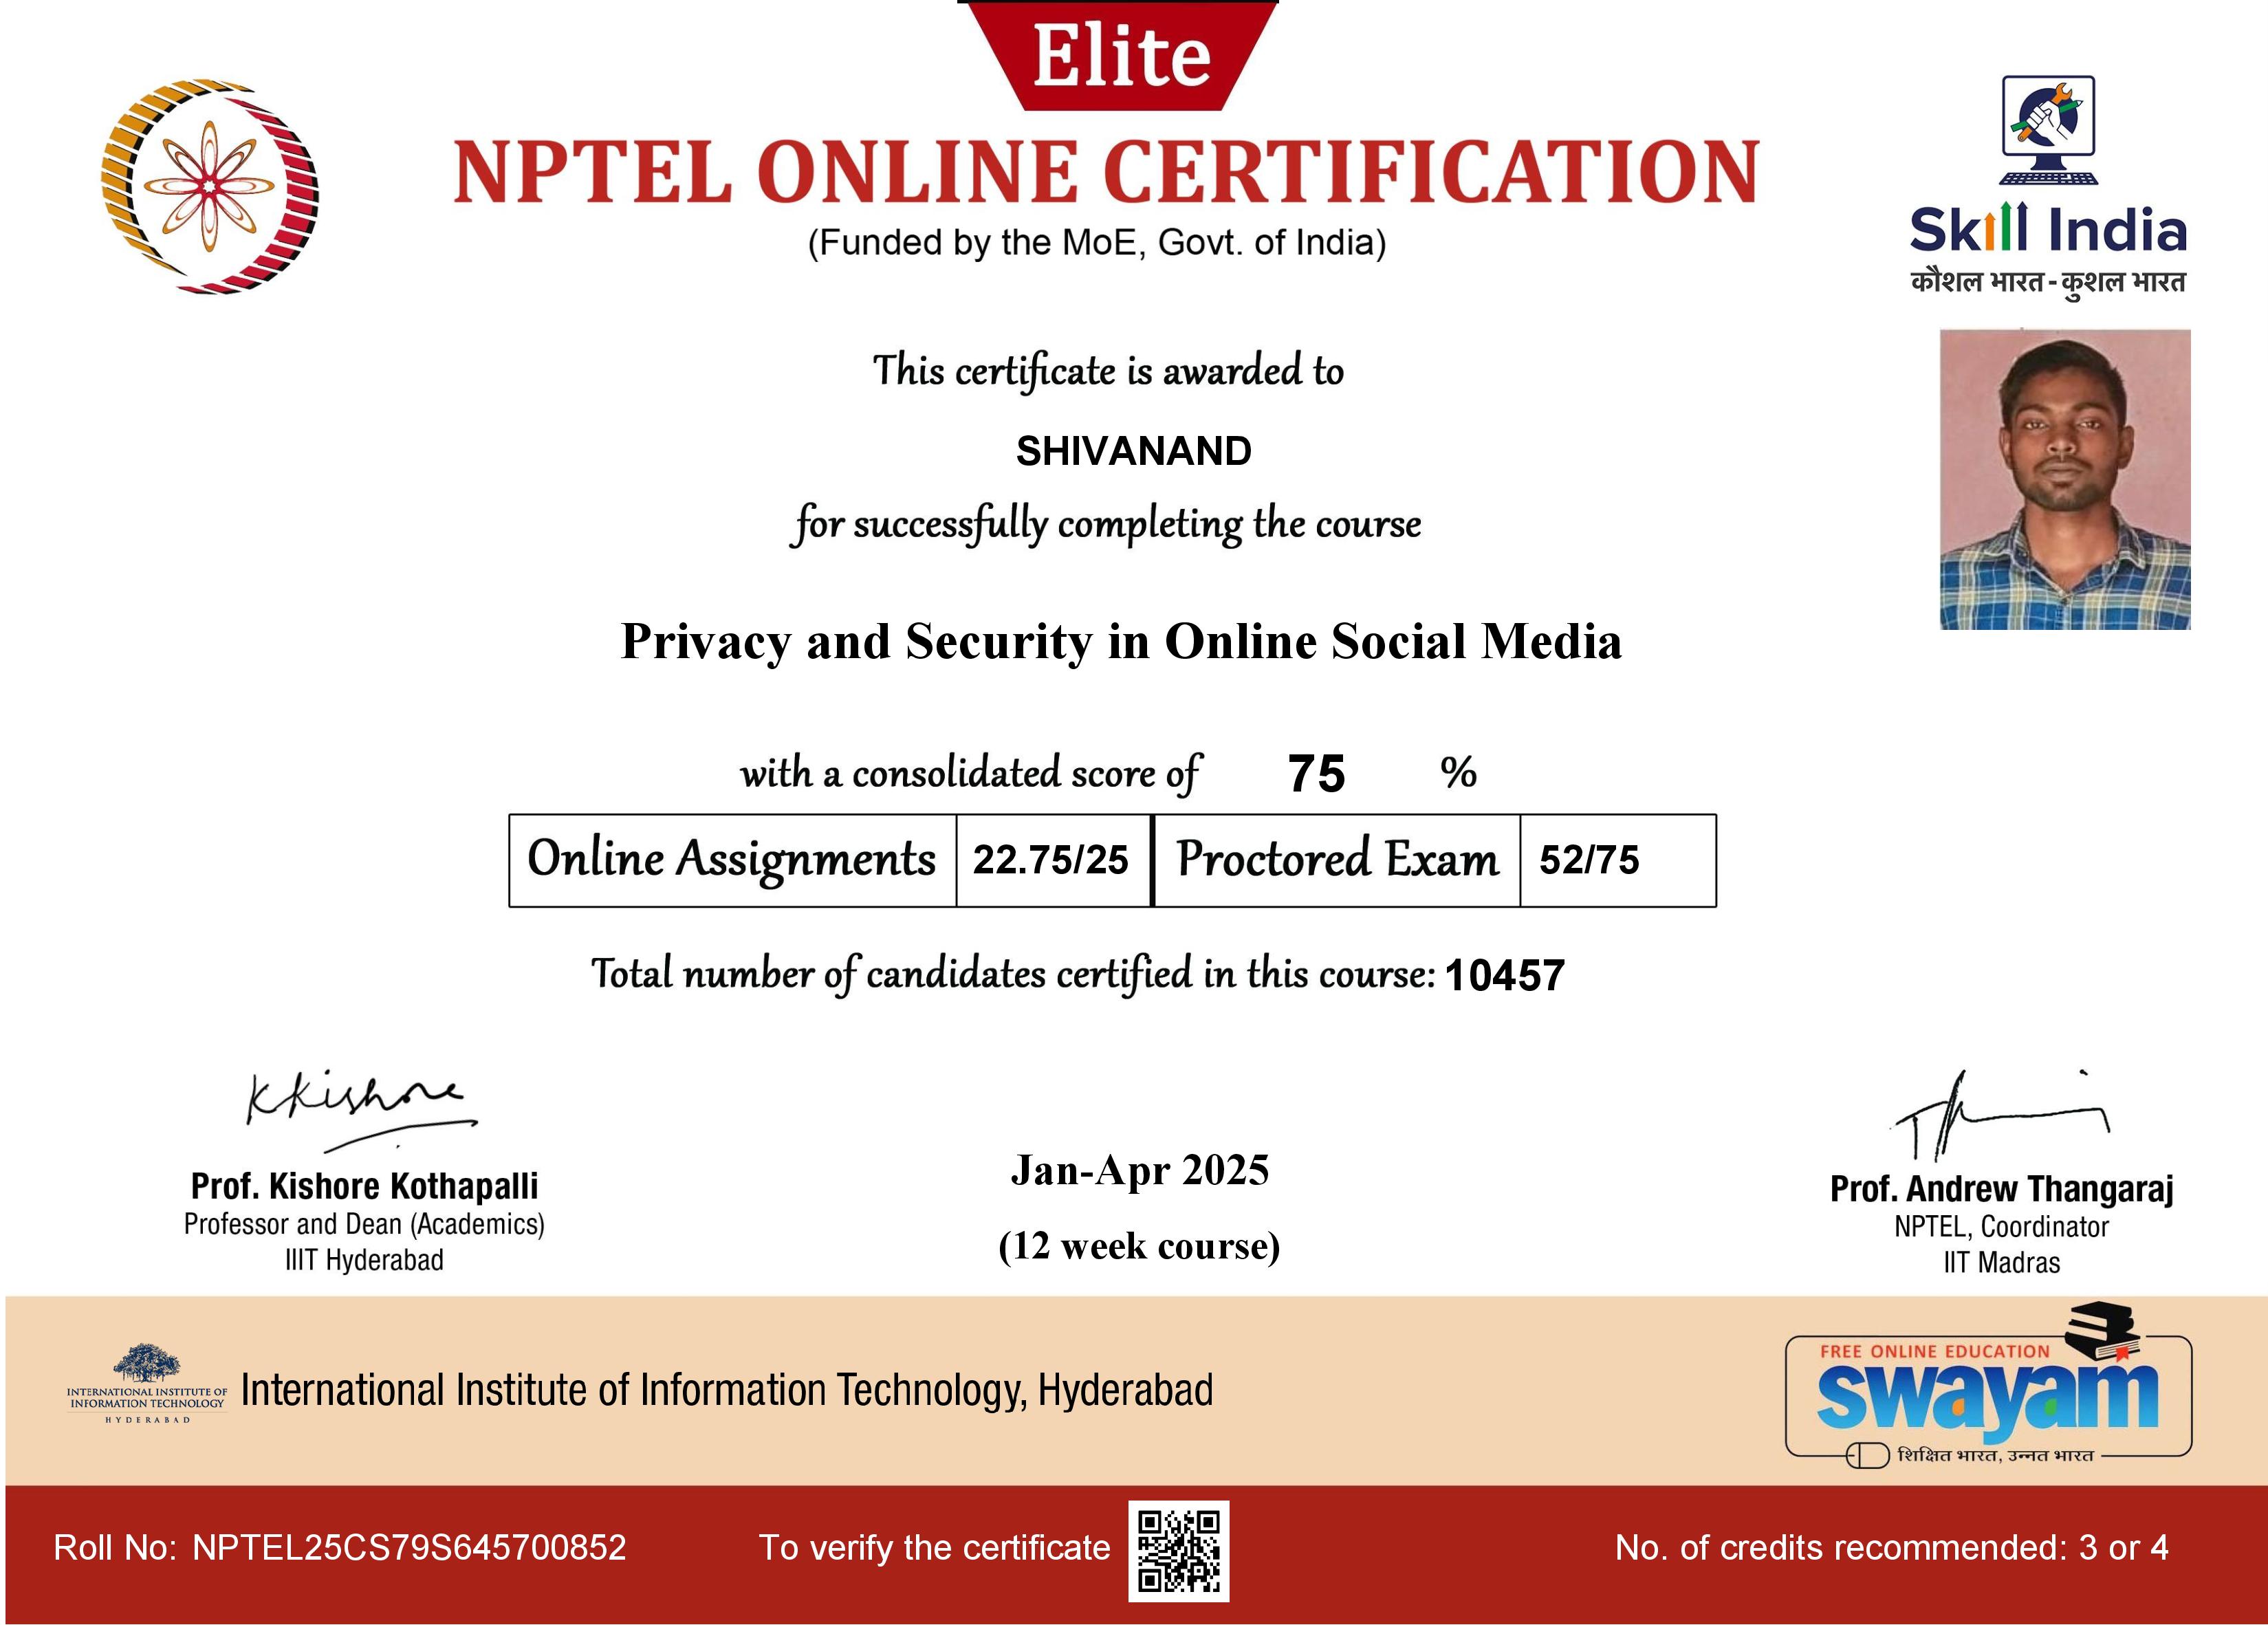 Elite
NPTEL ONLINE CERTIFICATION
(Funded by the MoE, Govt. of India)
Skill India
कौशल भारत-कुशल भारत
This certificate is awarded to
SHIVANAND
for successfully completing the course
Privacy and Security in Online Social Media
with a consolidated score of 75 %
Online Assignments 22.75/25 Proctored Exam 52/75
Total number of candidates certified in this course: 10457
KKishore
Prof. Kishore Kothapalli
Professor and Dean (Academics)
IIIT Hyderabad
Jan-Apr 2025
(12 week course)
Prof. Andrew Thangaraj
NPTEL, Coordinator
IIT Madras
INTERNATIONAL INSTITUTE OF
INFORMATION TECHNOLOGY
HYDERABAD
International Institute of Information Technology, Hyderabad
FREE ONLINE EDUCATION
swayam
शिक्षित भारत, उन्नत भारत
Roll No: NPTEL25CS79S645700852 To verify the certificate No. of credits recommended: 3 or 4